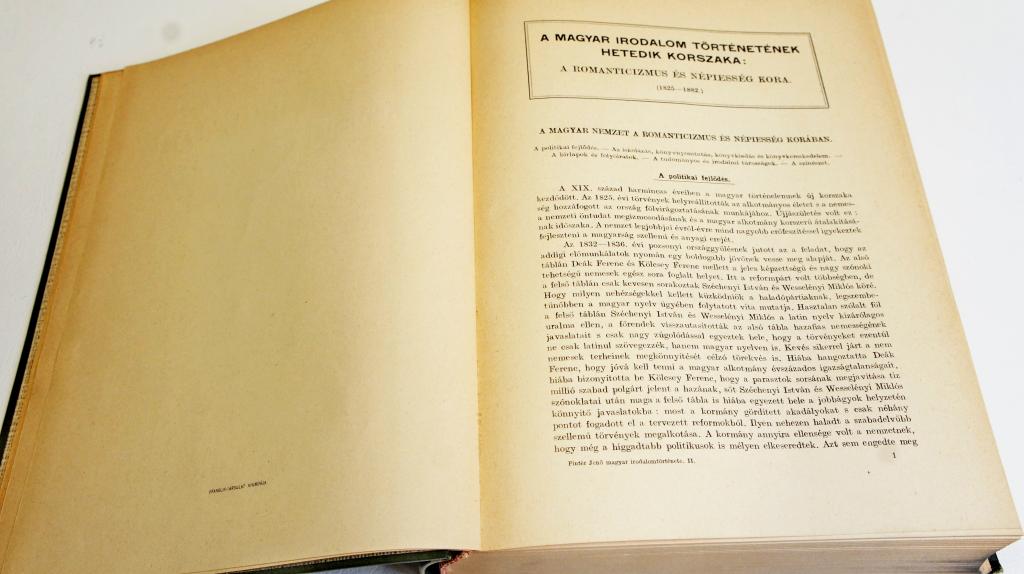 FRANKLIN-TÁRSULAT NYOMDÁJA.
A MAGYAR IRODALOM TÖRTÉNETÉNEK
HETEDIK KORSZAKA:
A ROMANTICIZMUS ÉS NÉPIESSÉG KORA.
(1825—1882.)
A MAGYAR NEMZET A ROMANTICIZMUS ÉS NÉPIESSÉG KORÁBAN.
A politikai fejlődés. — Az iskolázás, könyvnyomtatás, könyvkiadás és könyvkereskedelem. —
A hírlapok és folyóiratok. — A tudományos és irodalmi társaságok. — A színészet.
A politikai fejlődés.
A XIX. század harmincas éveiben a magyar történelemnek új korszaka
kezdődött. Az 1825. évi törvények helyreállították az alkotmányos életet s a nemes-
ség hozzáfogott az ország fölvirágoztatásának munkájához. Újjászületés volt ez:
a nemzeti öntudat megizmosodásának és a magyar alkotmány korszerű átalakításá-
nak időszaka. A nemzet legjobbjai évről-évre mind nagyobb erőfeszítéssel igyekeztek
fejleszteni a magyarság szellemi és anyagi erejét.
Az 1832—1836. évi pozsonyi országgyűlésnek jutott az a feladat, hogy az
addigi előmunkálatok nyomán egy boldogabb jövőnek vesse meg alapját. Az alsó
táblán Deák Ferenc és Kölcsey Ferenc mellett a jeles képzettségű és nagy szónoki
tehetségű nemesek egész sora foglalt helyet. Itt a reformpárt volt többségben, de
a felső táblán csak kevesen sorakoztak Széchenyi István és Wesselényi Miklós köré.
Hogy milyen nehézségekkel kellett küzködniök a haladópártiaknak, legszembe-
tünőbben a magyar nyelv ügyében folytatott vita mutatja. Hasztalan szólalt föl
a felső táblán Széchenyi István és Wesselényi Miklós a latin nyelv kizárólagos
uralma ellen, a főrendek visszautasították az alsó tábla hazafias nemességének
javaslatait s csak nagy zúgolódással egyeztek bele, hogy a törvényeket ezentúl
ne csak latinul szövegezzék, hanem magyar nyelven is. Kevés sikerrel járt a nem
nemesek terheinek megkönnyítését célzó törekvés is. Hiába hangoztatta Deák
Ferenc, hogy jóvá kell tenni a magyar alkotmány évszázados igazságtalanságait,
hiába bizonyította be Kölcsey Ferenc, hogy a parasztok sorsának megjavítása tíz
millió szabad polgárt jelent a hazának, sőt Széchenyi István és Wesselényi Miklós
szónoklatai után maga a felső tábla is hiába egyezett bele a jobbágyok helyzetén
könnyítő javaslatokba: most a kormány gördített akadályokat s csak néhány
pontot fogadott el a tervezett reformokból. Ilyen nehezen haladt a szabadelvűbb
szellemű törvények megalkotása. A kormány annyira ellensége volt a nemzetnek,
hogy még a higgadtabb politikusok is mélyen elkeseredtek. Azt sem engedte meg
Pintér Jenő magyar irodalomtörténete. II.
1